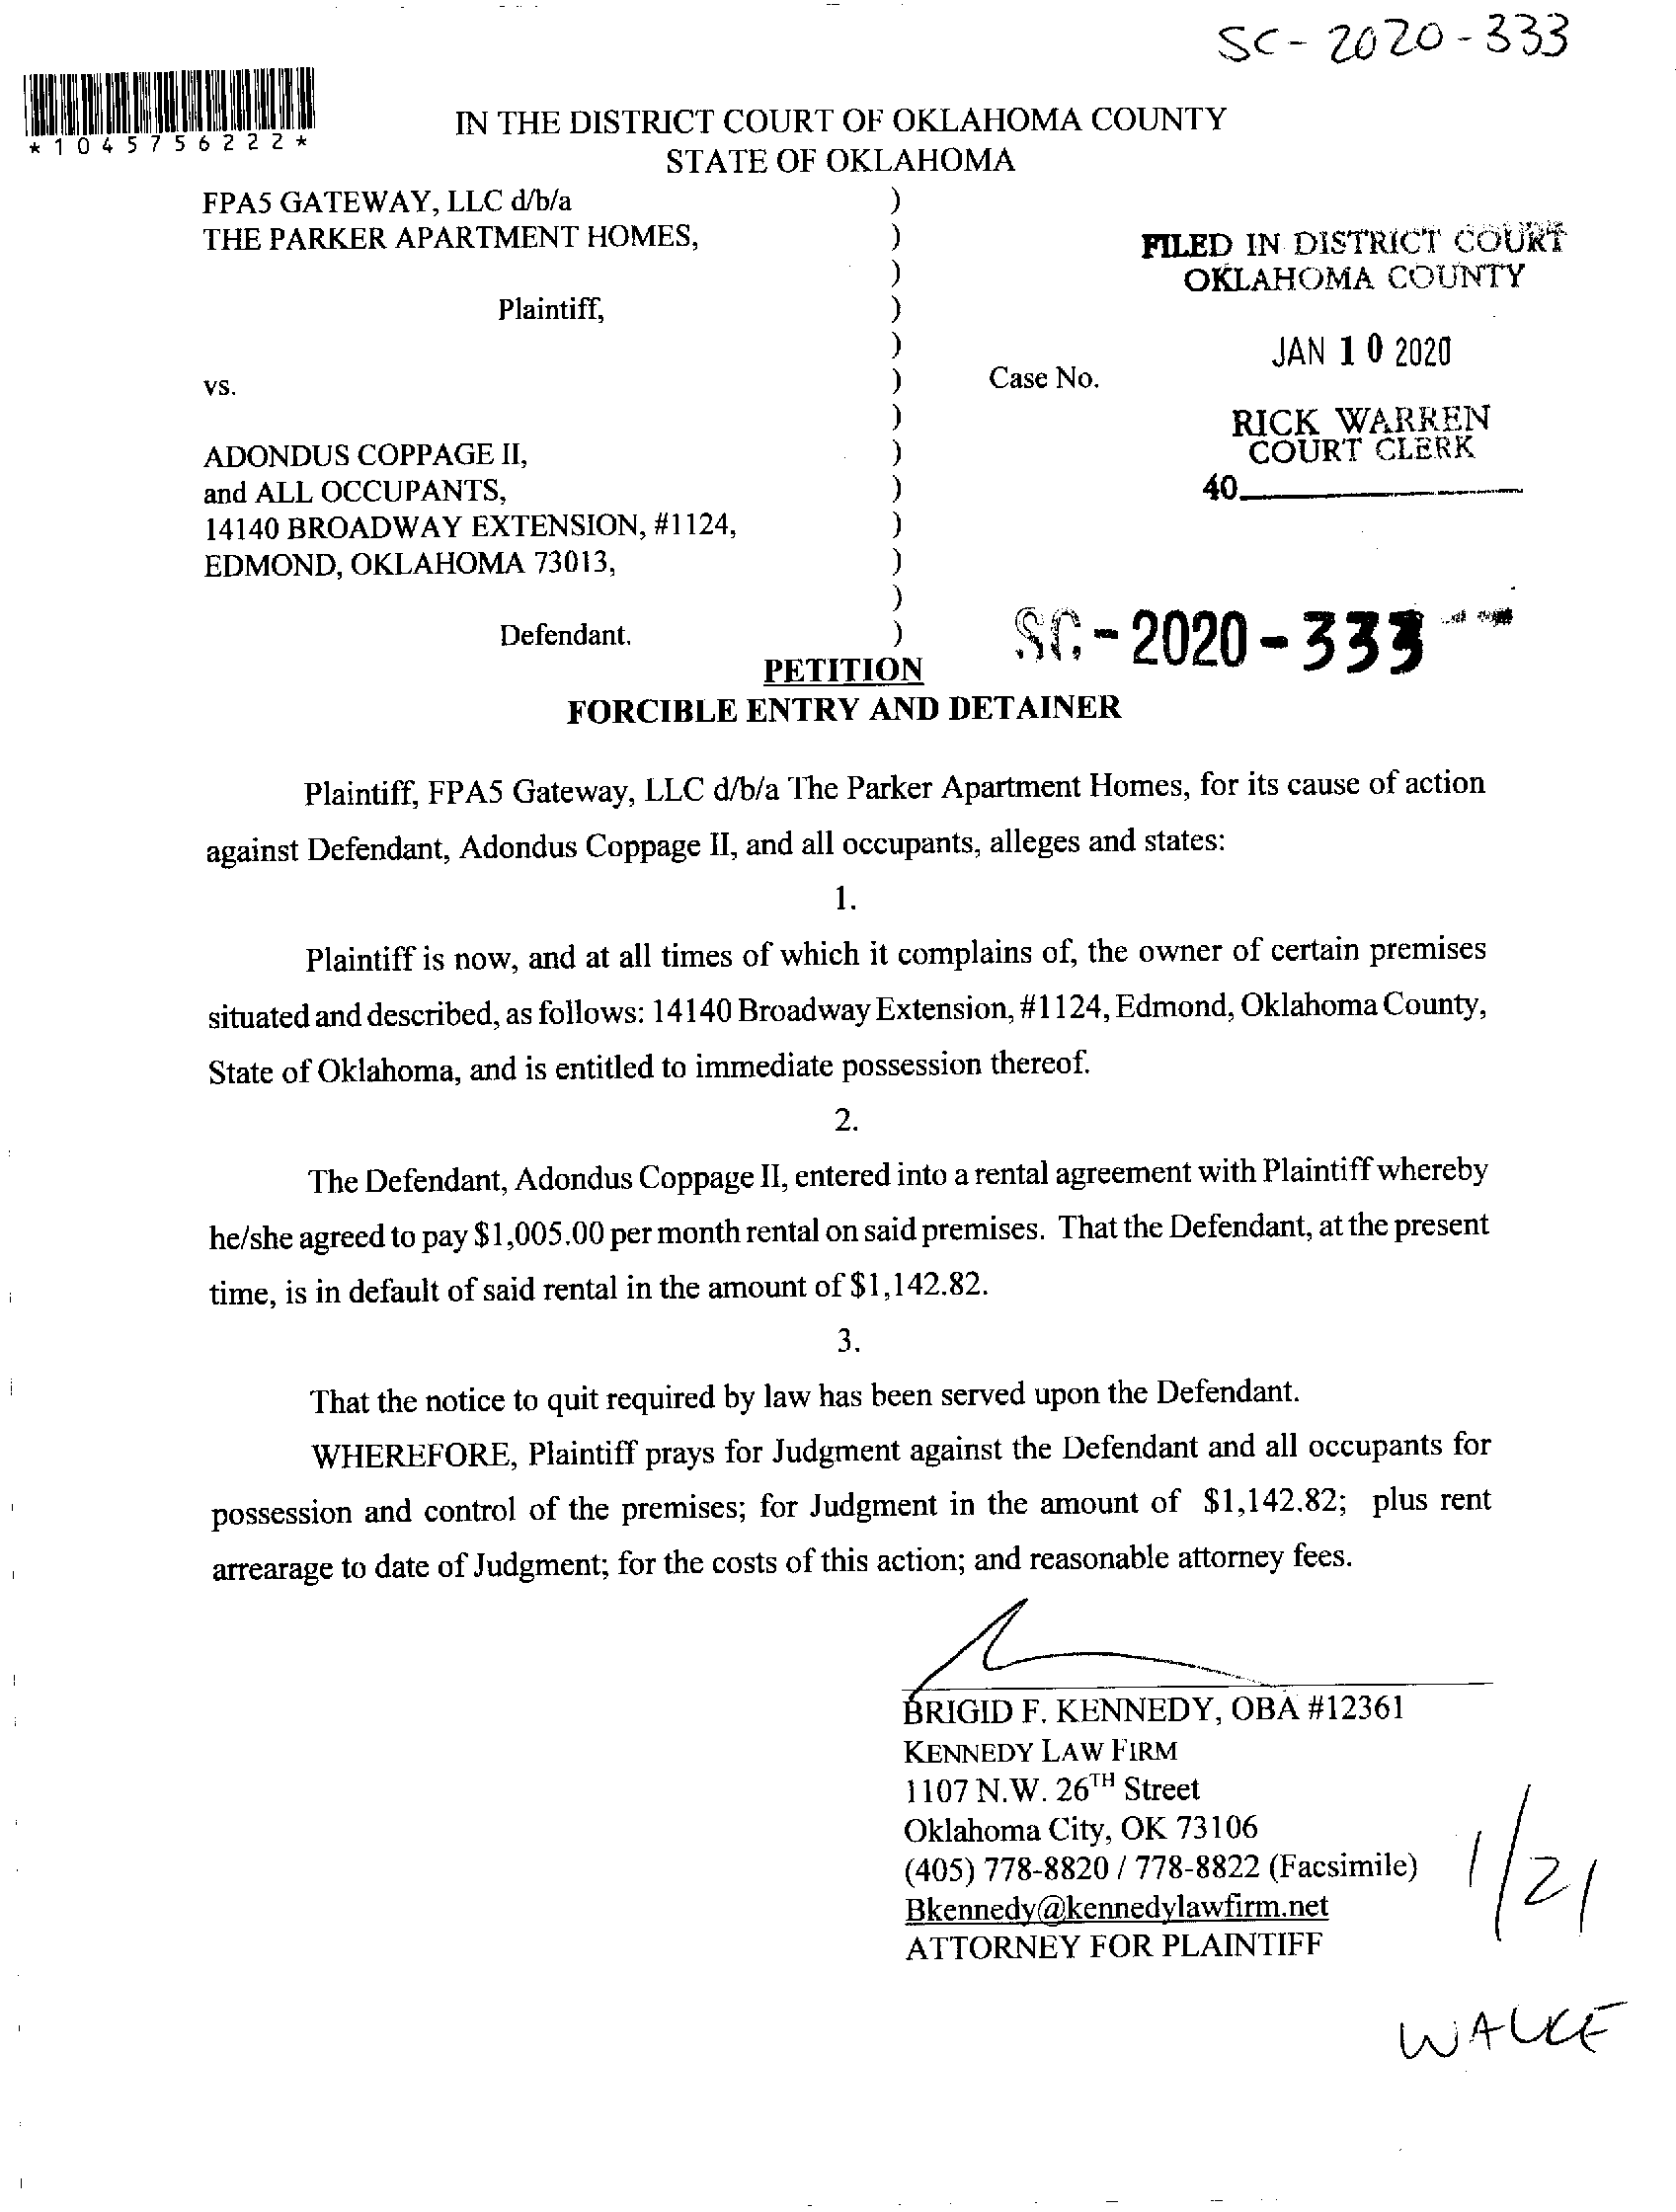 SC-2020-333
*1045756222*
IN THE DISTRICT COURT OF OKLAHOMA COUNTY
STATE OF OKLAHOMA
FPA5 GATEWAY, LLC d/b/a )
THE PARKER APARTMENT HOMES, )
)
Plaintiff, )
)
vs. )
)
ADONDUS COPPAGE II, )
and ALL OCCUPANTS, )
14140 BROADWAY EXTENSION, #1124, )
EDMOND, OKLAHOMA 73013, )
)
Defendant. )
FILED IN DISTRICT COURT
OKLAHOMA COUNTY
JAN 10 2020
Case No.
RICK WARREN
COURT CLERK
40
SC-2020-333
PETITION
FORCIBLE ENTRY AND DETAINER
Plaintiff, FPA5 Gateway, LLC d/b/a The Parker Apartment Homes, for its cause of action
against Defendant, Adondus Coppage II, and all occupants, alleges and states:
1.
Plaintiff is now, and at all times of which it complains of, the owner of certain premises
situated and described, as follows: 14140 Broadway Extension, #1124, Edmond, Oklahoma County,
State of Oklahoma, and is entitled to immediate possession thereof.
2.
The Defendant, Adondus Coppage II, entered into a rental agreement with Plaintiff whereby
he/she agreed to pay $1,005.00 per month rental on said premises. That the Defendant, at the present
time, is in default of said rental in the amount of $1,142.82.
3.
That the notice to quit required by law has been served upon the Defendant.
WHEREFORE, Plaintiff prays for Judgment against the Defendant and all occupants for
possession and control of the premises; for Judgment in the amount of $1,142.82; plus rent
arrearage to date of Judgment; for the costs of this action; and reasonable attorney fees.
BRIGID F. KENNEDY, OBA #12361
KENNEDY LAW FIRM
1107 N.W. 26TH Street
Oklahoma City, OK 73106
(405) 778-8820 / 778-8822 (Facsimile)
Bkennedy@kennedylawfirm.net
ATTORNEY FOR PLAINTIFF
1/21